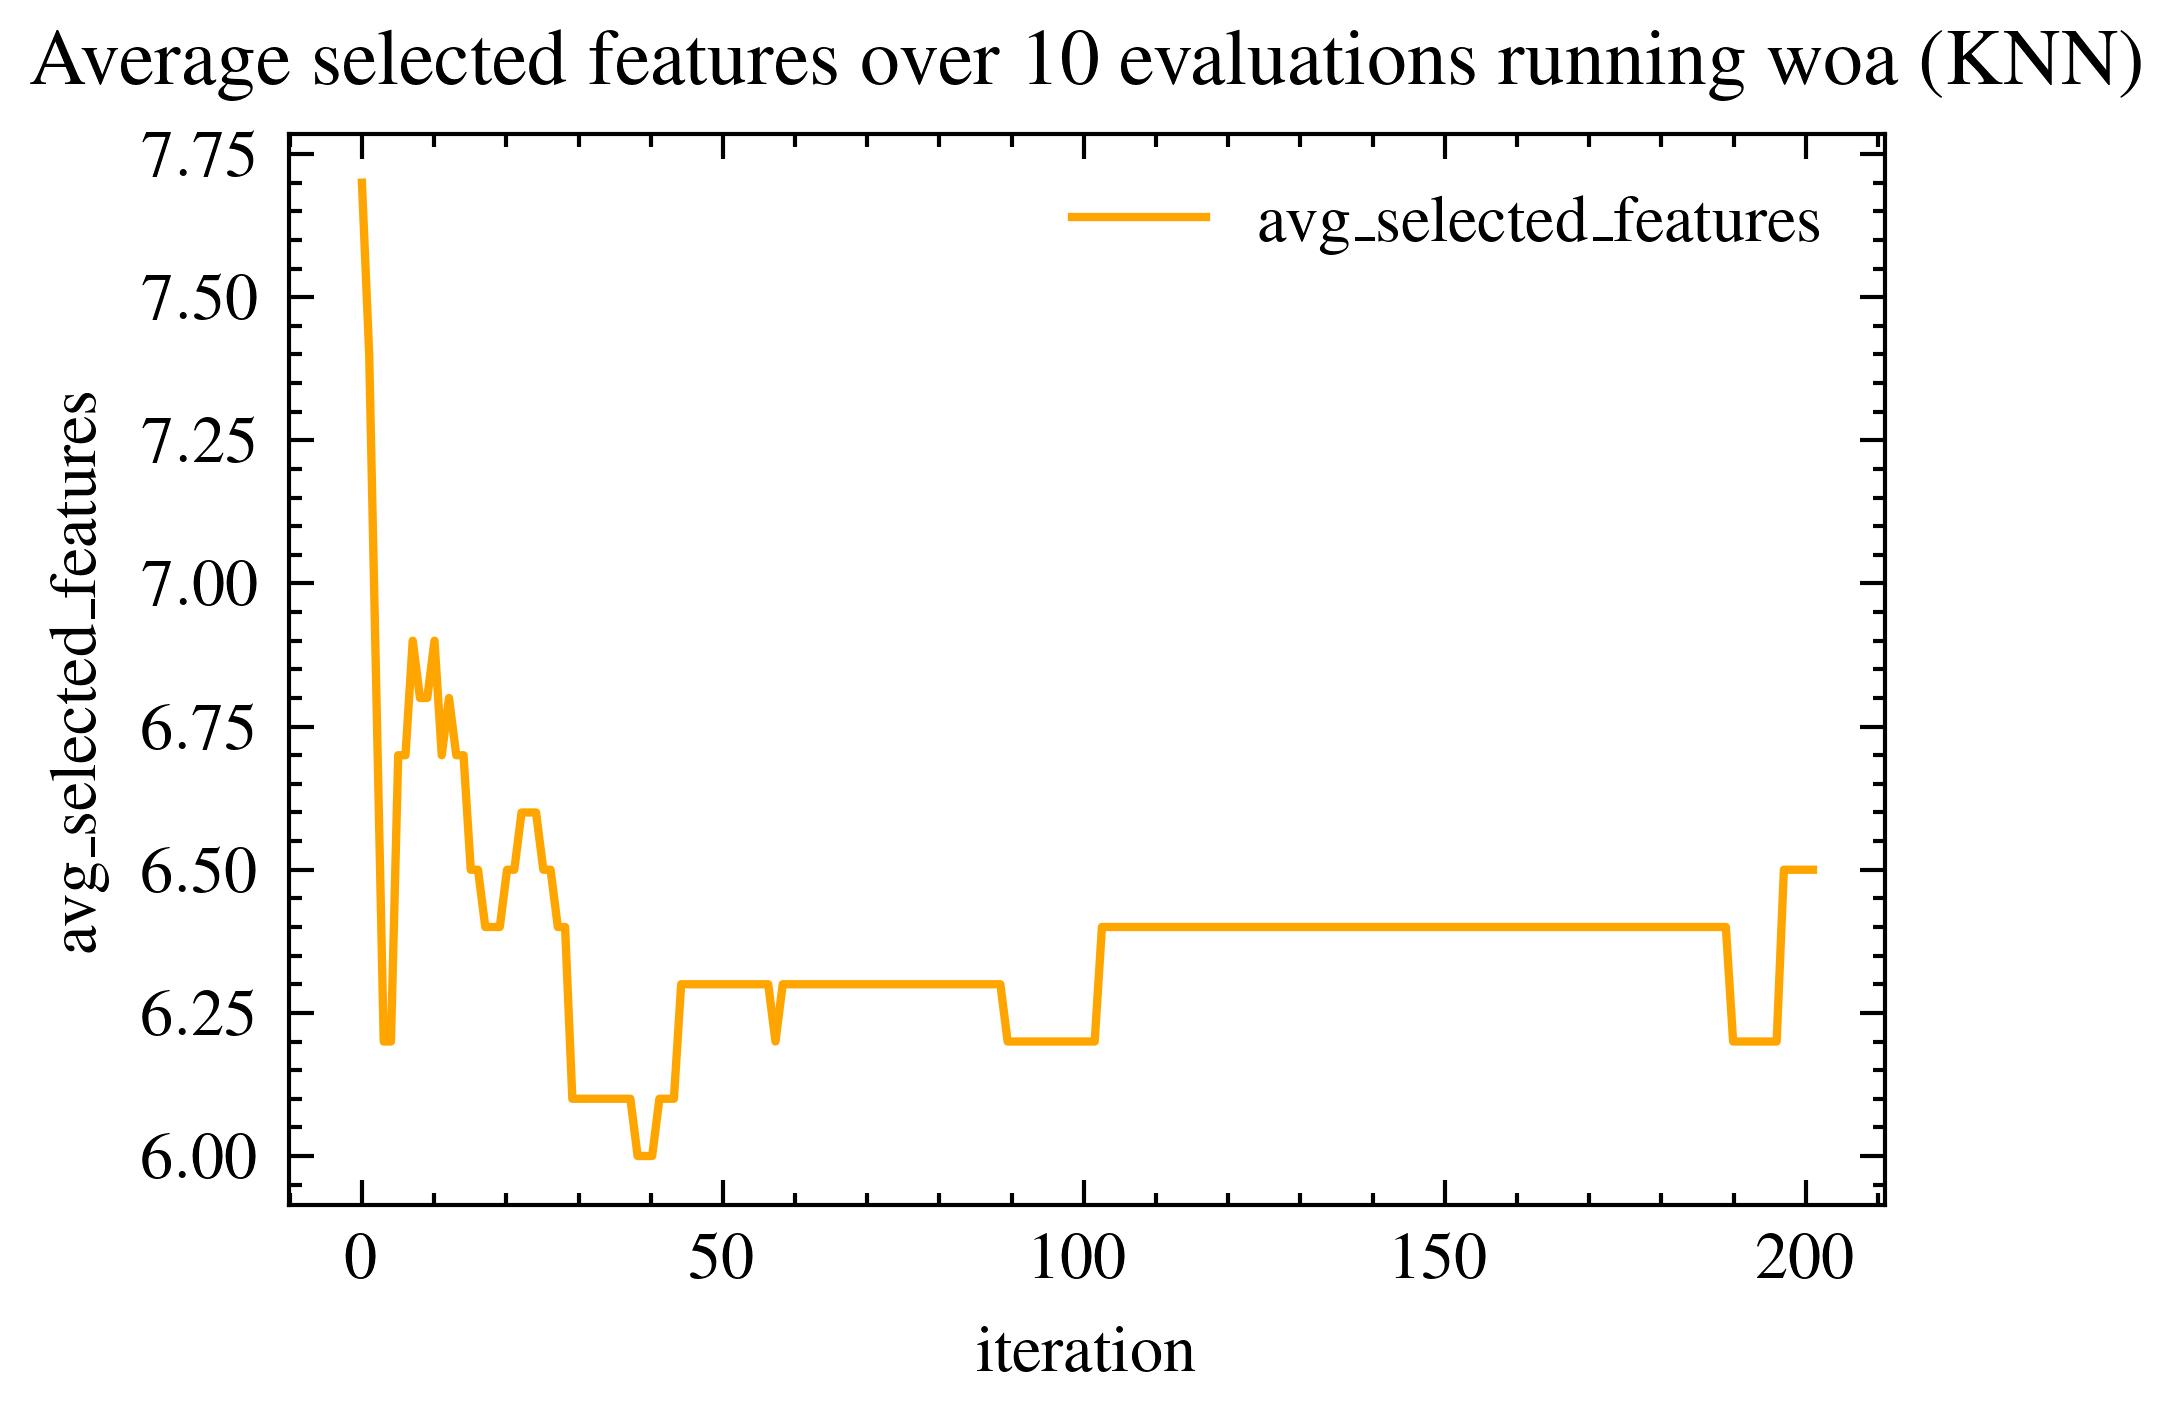 Average selected features over 10 evaluations running woa (KNN)
avg_selected_features
7.75
7.50
7.25
7.00
6.75
6.50
6.25
6.00
avg_selected_features
0 50 100 150 200
iteration